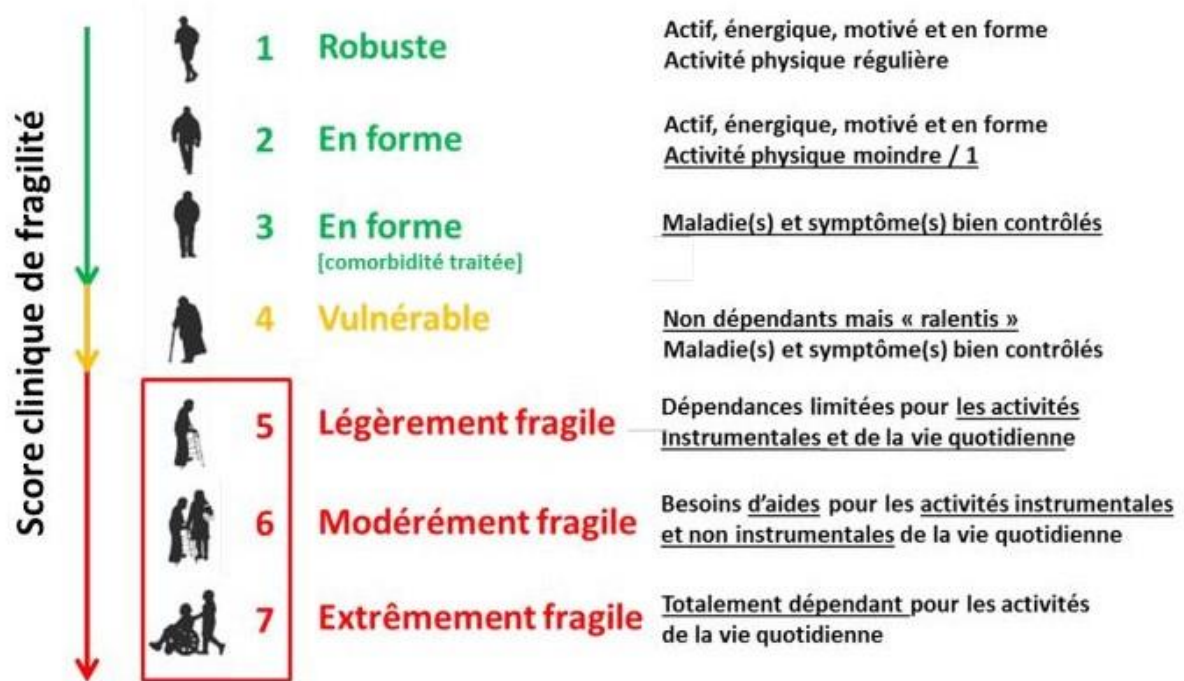 Score clinique de fragilité
1 Robuste
Actif, énergique, motivé et en forme
Activité physique régulière
2 En forme
Actif, énergique, motivé et en forme
Activité physique moindre / 1
3 En forme
[comorbidité traitée]
Maladie(s) et symptôme(s) bien contrôlés
4 Vulnérable
Non dépendants mais « ralentis »
Maladie(s) et symptôme(s) bien contrôlés
5 Légèrement fragile
Dépendances limitées pour les activités
Instrumentales et de la vie quotidienne
6 Modérément fragile
Besoins d’aides pour les activités instrumentales
et non instrumentales de la vie quotidienne
7 Extrêmement fragile
Totalement dépendant pour les activités
de la vie quotidienne